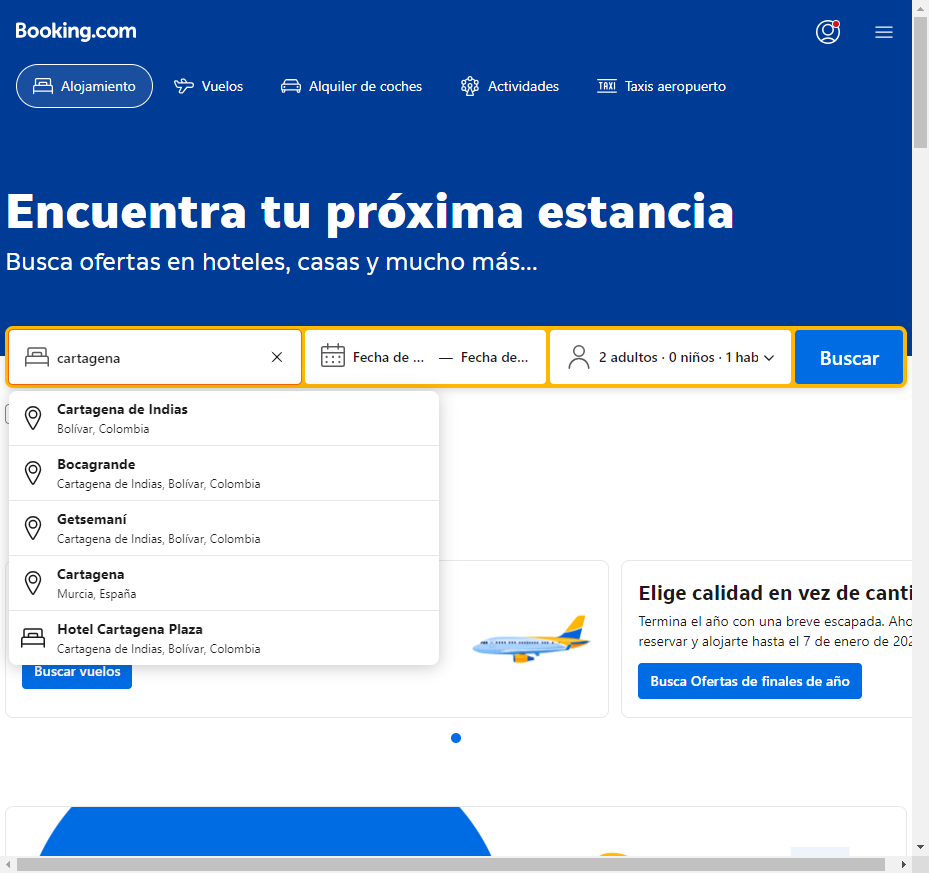 Booking.com
Alojamiento
Vuelos
Alquiler de coches
Actividades
TAXI
Taxis aeropuerto
Encuentra tu próxima estancia
Busca ofertas en hoteles, casas y mucho más...
cartagena
Fecha de ... — Fecha de...
2 adultos · 0 niños · 1 hab
Buscar
Cartagena de Indias
Bolívar, Colombia
Bocagrande
Cartagena de Indias, Bolívar, Colombia
Getsemaní
Cartagena de Indias, Bolívar, Colombia
Cartagena
Murcia, España
Hotel Cartagena Plaza
Cartagena de Indias, Bolívar, Colombia
Buscar vuelos
Elige calidad en vez de canti
Termina el año con una breve escapada. Aho
reservar y alojarte hasta el 7 de enero de 202
Busca Ofertas de finales de año